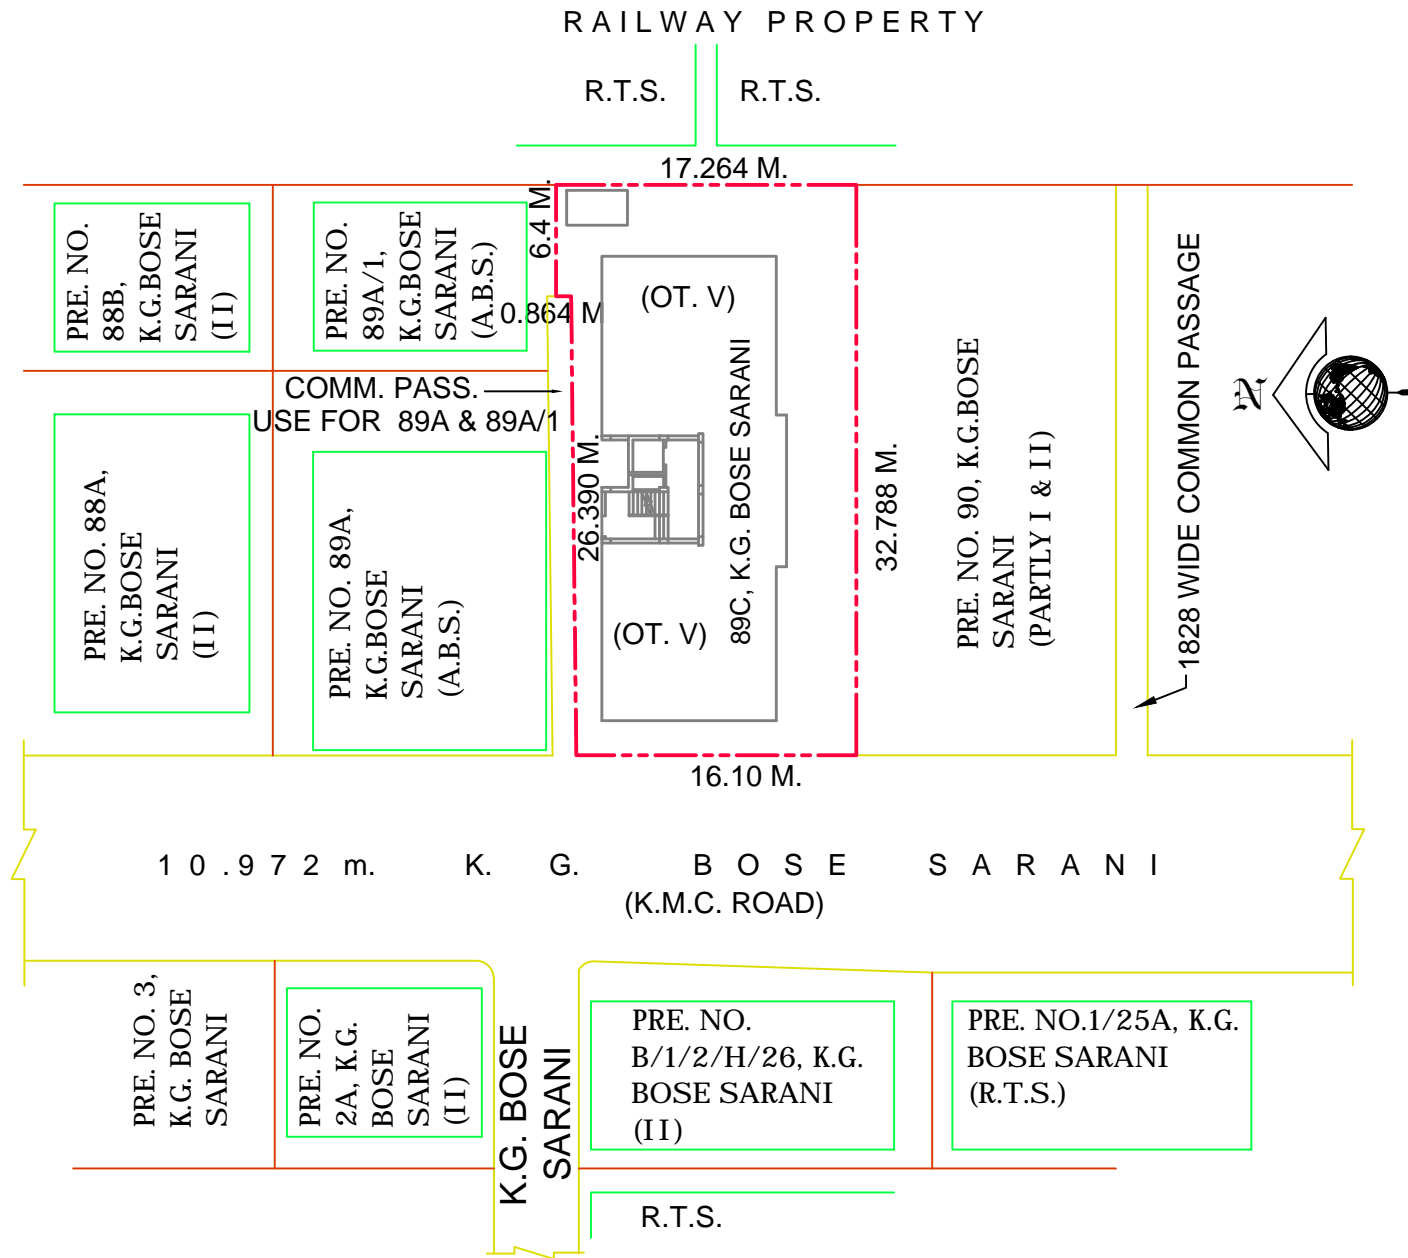 RAILWAY PROPERTY
R.T.S.
R.T.S.
17.264 M.
6.4 M.
PRE. NO.
88B,
K.G.BOSE
SARANI
(II)
PRE. NO.
89A/1,
K.G.BOSE
SARANI
(A.B.S.)
0.864 M
(OT. V)
COMM. PASS.
USE FOR 89A & 89A/1
26.390 M.
89C, K.G. BOSE SARANI
(OT. V)
32.788 M.
PRE. NO. 90, K.G.BOSE
SARANI
(PARTLY I & II)
1828 WIDE COMMON PASSAGE
N
PRE. NO. 88A,
K.G.BOSE
SARANI
(II)
PRE. NO. 89A,
K.G.BOSE
SARANI
(A.B.S.)
16.10 M.
10.972 m. K. G. BOSE SARANI
(K.M.C. ROAD)
PRE. NO. 3,
K.G. BOSE
SARANI
PRE. NO.
2A, K.G.
BOSE
SARANI
(II)
K.G. BOSE
SARANI
PRE. NO.
B/1/2/H/26, K.G.
BOSE SARANI
(II)
PRE. NO.1/25A, K.G.
BOSE SARANI
(R.T.S.)
R.T.S.